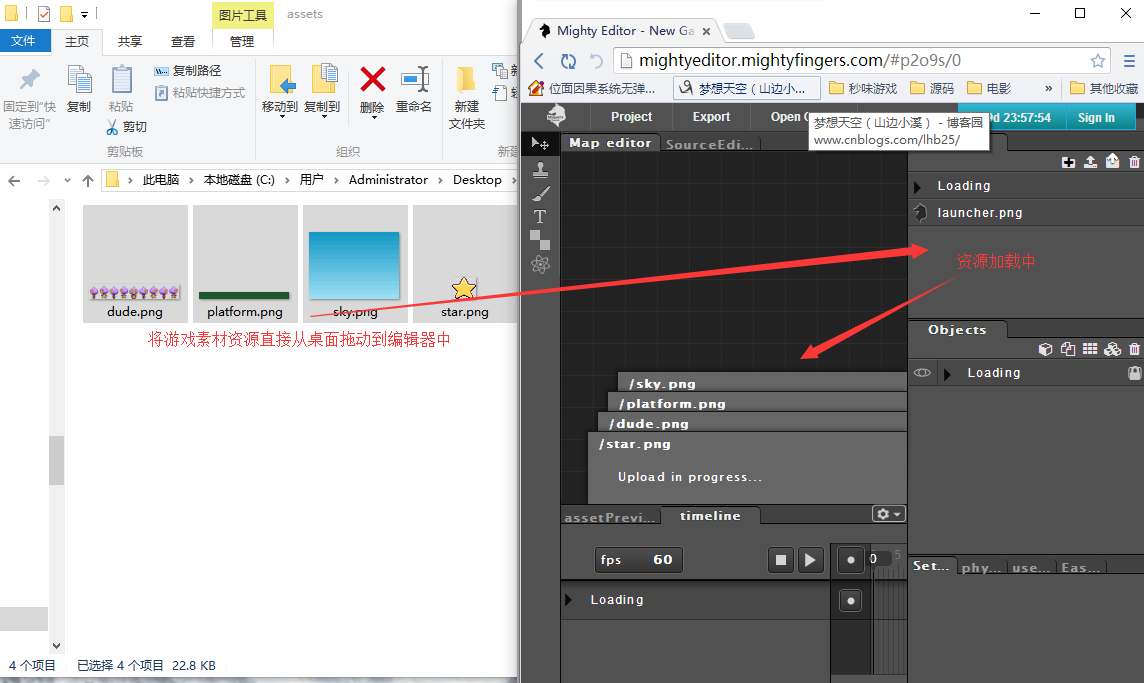 图片工具
assets
文件
主页
共享
查看
管理
固定到"快
速访问"
复制
粘贴
复制路径
粘贴快捷方式
剪切
移动到
复制到
删除
重命名
新建
文件夹
剪贴板
组织
新建
此电脑
本地磁盘 (C:)
用户
Administrator
Desktop
dude.png
platform.png
sky.png
star.png
将游戏素材资源直接从桌面拖动到编辑器中
4 个项目
已选择 4 个项目 22.8 KB
Mighty Editor - New Ga
mightyeditor.mightyfingers.com/#p2o9s/0
位面因果系统无弹...
梦想天空（山边小...
秒味游戏
源码
电影
»
其他收藏
Project
Export
Open
d 23:57:54
Sign In
梦想天空（山边小溪） - 博客园
www.cnblogs.com/lhb25/
Map editor
SourceEdi...
Loading
launcher.png
资源加载中
Objects
Loading
/sky.png
/platform.png
/dude.png
/star.png
Upload in progress...
assetPrevi...
timeline
fps 60
0
5
Loading
Set...
phy...
use...
Eas...